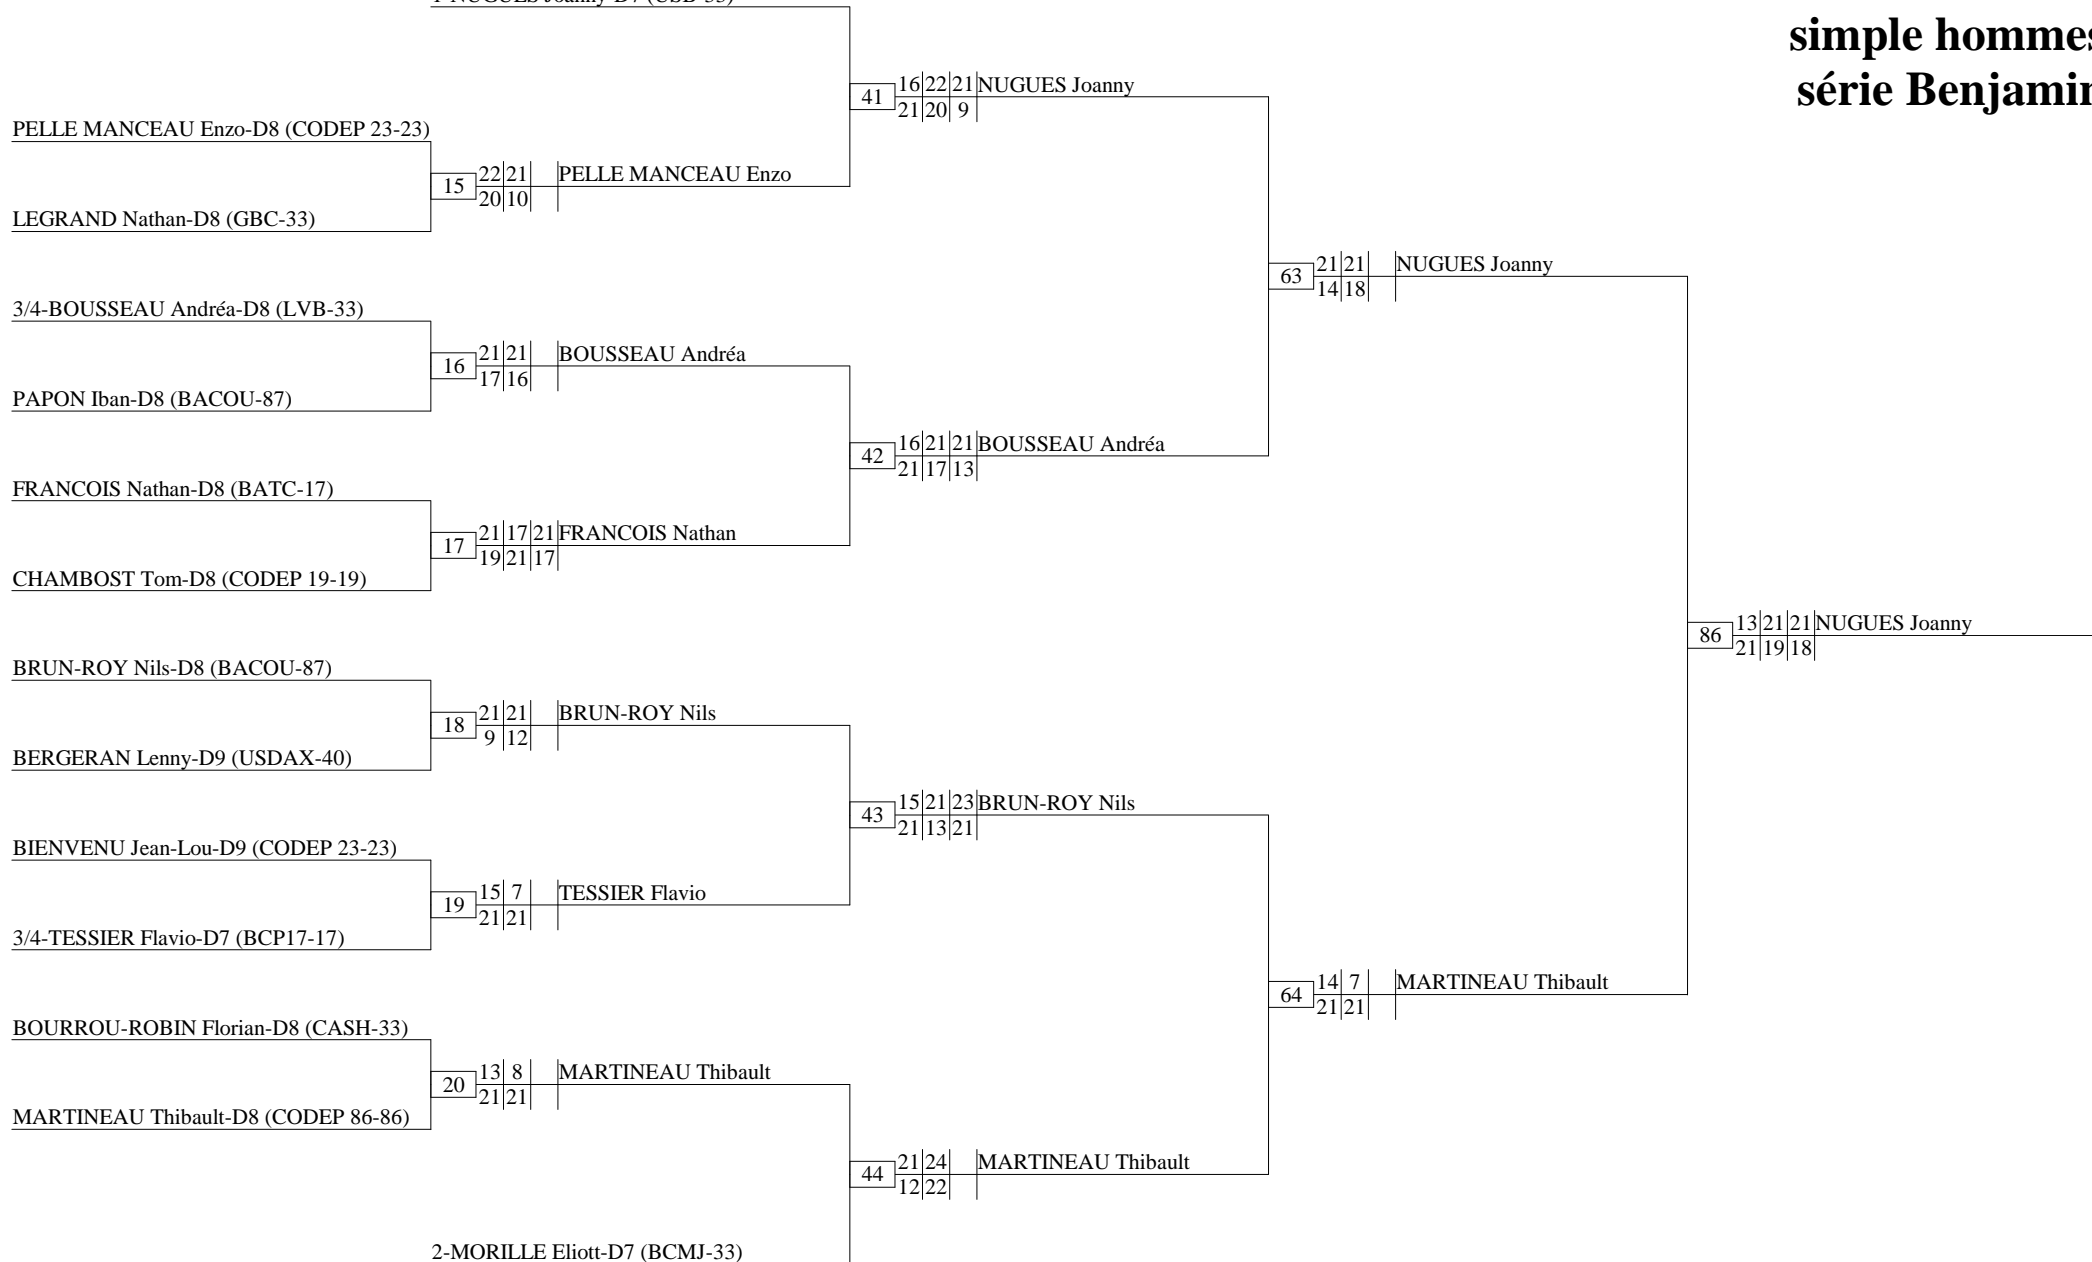 simple hommes
série Benjamin
NUGUES Joanny-D7 (USB-33)
41
16 22 21 NUGUES Joanny
21 20 9
PELLE MANCEAU Enzo-D8 (CODEP 23-23)
15
22 21 PELLE MANCEAU Enzo
20 10
LEGRAND Nathan-D8 (GBC-33)
63
21 21 NUGUES Joanny
14 18
3/4-BOUSSEAU Andréa-D8 (LVB-33)
16
21 21 BOUSSEAU Andréa
17 16
PAPON Iban-D8 (BACOU-87)
42
16 21 21 BOUSSEAU Andréa
21 17 13
FRANCOIS Nathan-D8 (BATC-17)
17
21 17 21 FRANCOIS Nathan
19 21 17
CHAMBOST Tom-D8 (CODEP 19-19)
86
13 21 21 NUGUES Joanny
21 19 18
BRUN-ROY Nils-D8 (BACOU-87)
18
21 21 BRUN-ROY Nils
9 12
BERGERAN Lenny-D9 (USDAX-40)
43
15 21 23 BRUN-ROY Nils
21 13 21
BIENVENU Jean-Lou-D9 (CODEP 23-23)
19
15 7 TESSIER Flavio
21 21
3/4-TESSIER Flavio-D7 (BCP17-17)
64
14 7 MARTINEAU Thibault
21 21
BOURROU-ROBIN Florian-D8 (CASH-33)
20
13 8 MARTINEAU Thibault
21 21
MARTINEAU Thibault-D8 (CODEP 86-86)
44
21 24 MARTINEAU Thibault
12 22
2-MORILLE Eliott-D7 (BCMJ-33)